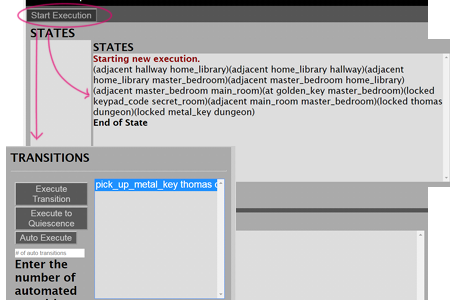 Start Execution
STATES
STATES
Starting new execution.
(adjacent hallway home_library)(adjacent home_library hallway)(adjacent
home_library master_bedroom)(adjacent master_bedroom home_library)
(adjacent master_bedroom main_room)(at golden_key master_bedroom)(locked
keypad_code secret_room)(adjacent main_room master_bedroom)(locked thomas
dungeon)(locked metal_key dungeon)
End of State
TRANSITIONS
Execute
Transition
pick_up_metal_key thomas
Execute to
Quiescence
Auto Execute
# of auto transitions
Enter the
number of
automated